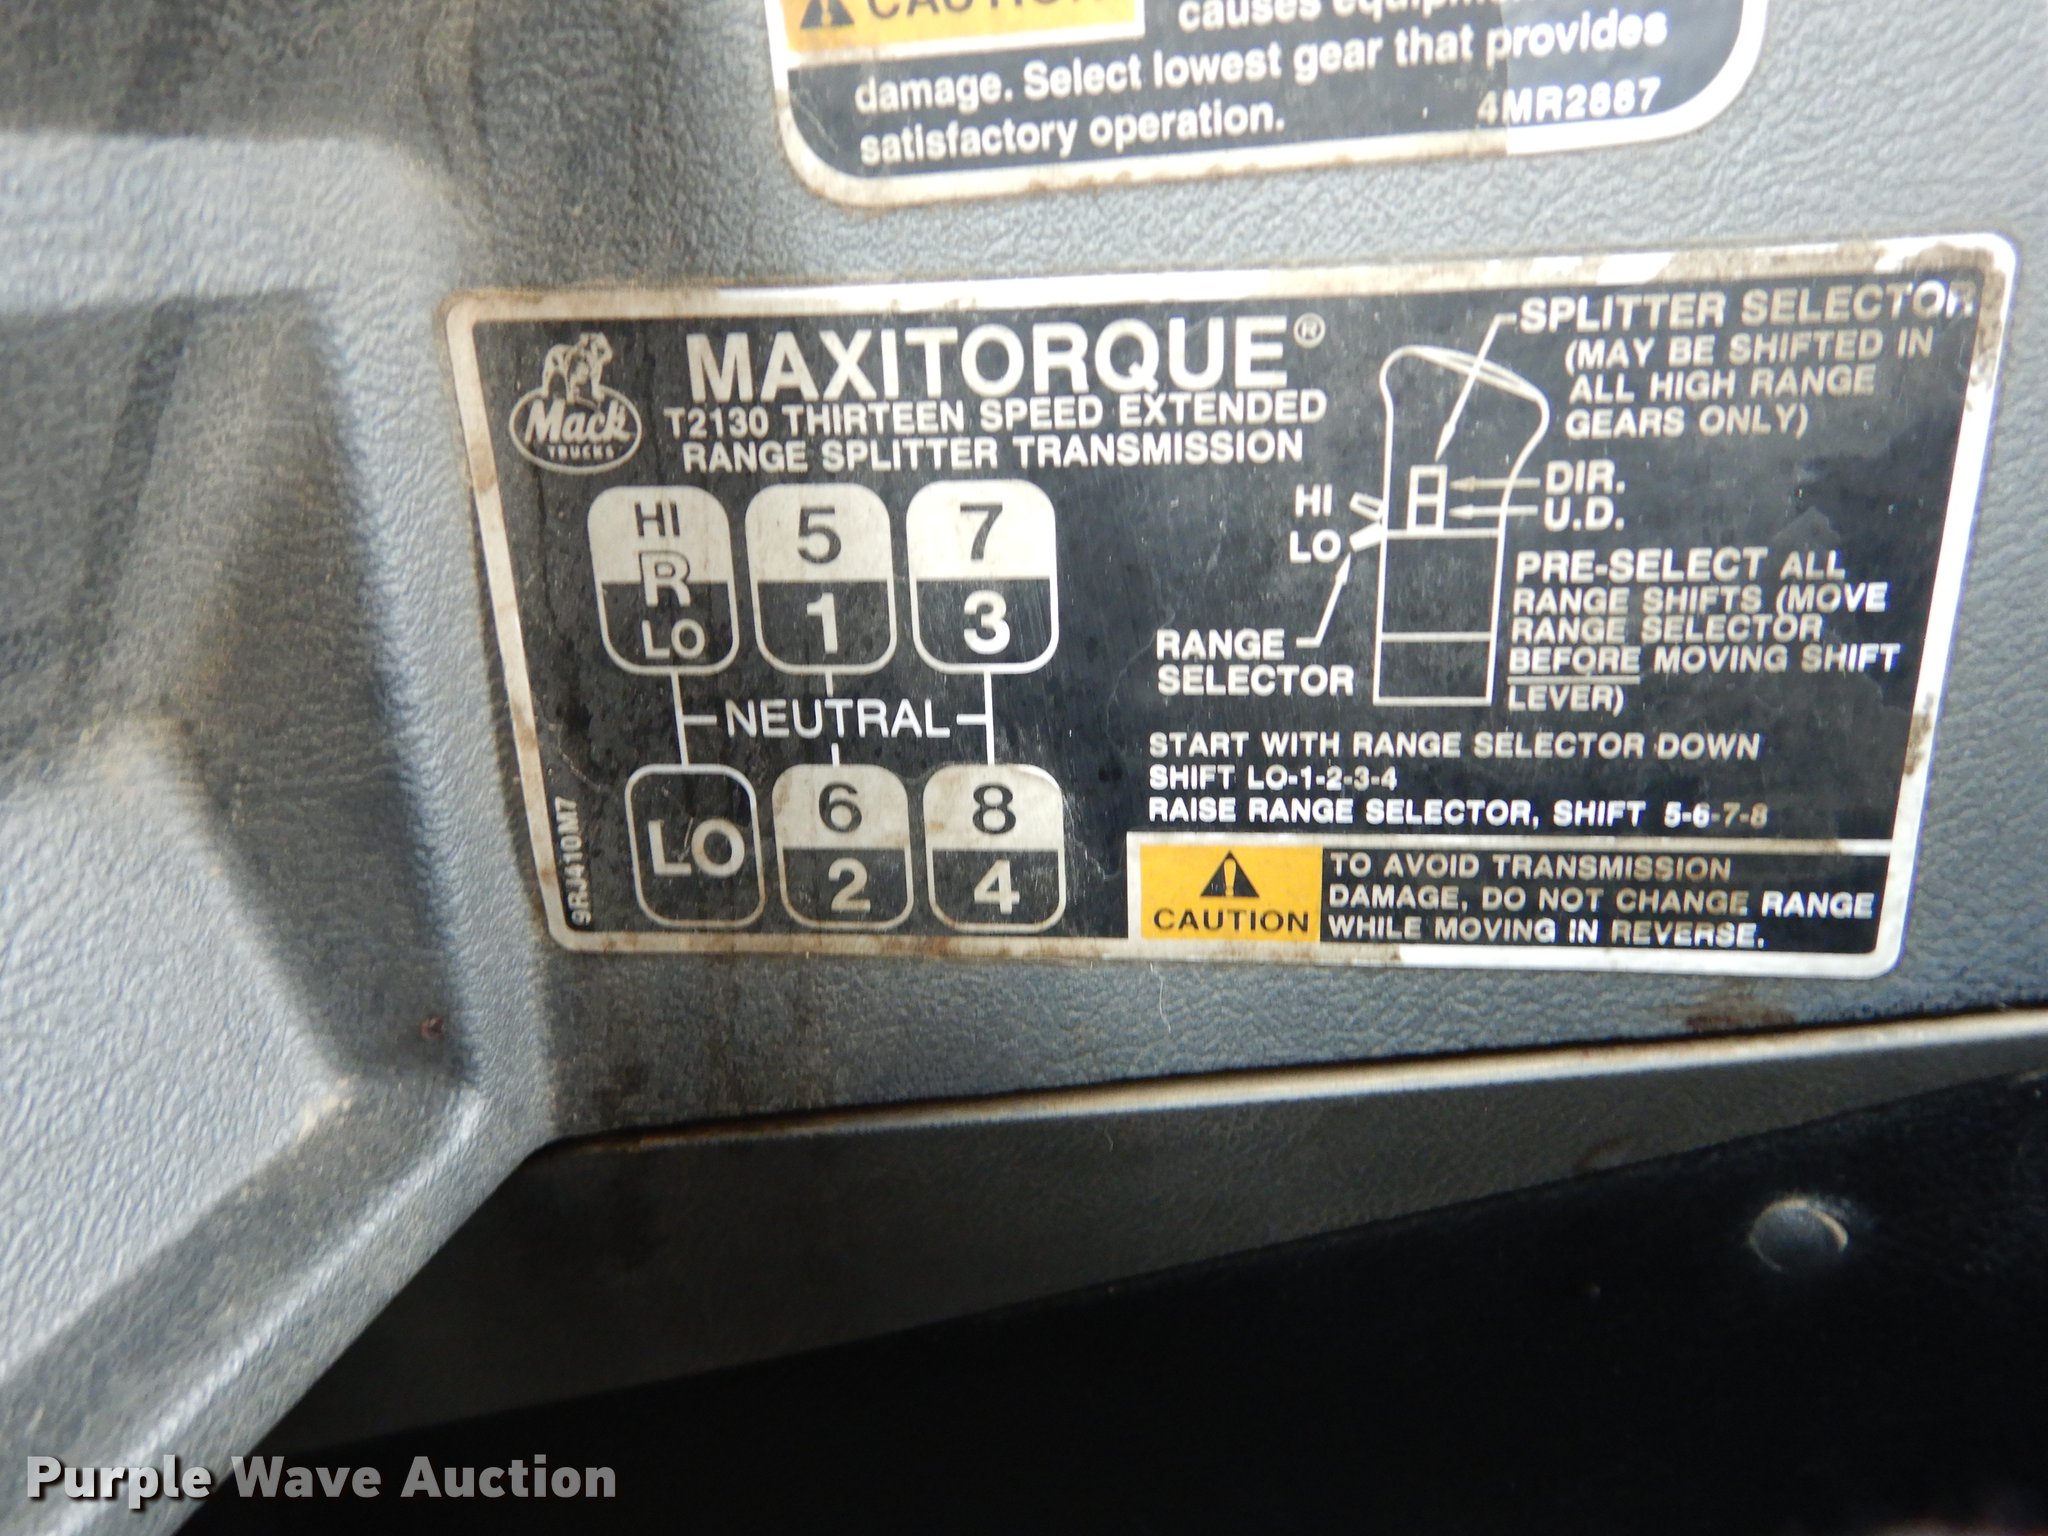 CAUTION
causes
damage. Select lowest gear that provides
satisfactory operation. 4MR2887
Mack
TRUCKS
MAXITORQUE®
T2130 THIRTEEN SPEED EXTENDED
RANGE SPLITTER TRANSMISSION
HI
R
LO
5
1
7
3
NEUTRAL
LO
6
2
8
4
9RJ410M7
SPLITTER SELECTOR
(MAY BE SHIFTED IN
ALL HIGH RANGE
GEARS ONLY)
HI
LO
DIR.
U.D.
RANGE
SELECTOR
PRE-SELECT ALL
RANGE SHIFTS (MOVE
RANGE SELECTOR
BEFORE MOVING SHIFT
LEVER)
START WITH RANGE SELECTOR DOWN
SHIFT LO-1-2-3-4
RAISE RANGE SELECTOR, SHIFT 5-6-7-8
CAUTION
TO AVOID TRANSMISSION
DAMAGE, DO NOT CHANGE RANGE
WHILE MOVING IN REVERSE.
Purple Wave Auction